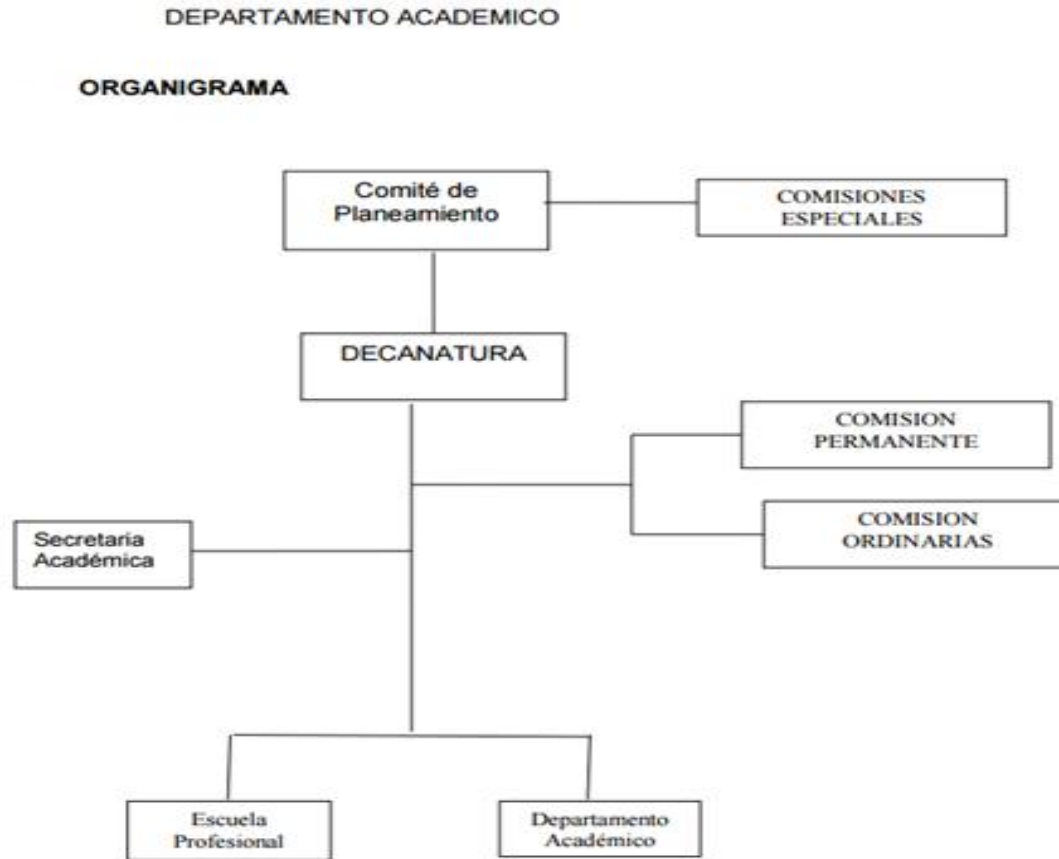 DEPARTAMENTO ACADEMICO
ORGANIGRAMA
Comité de
Planeamiento
COMISIONES
ESPECIALES
DECANATURA
COMISION
PERMANENTE
COMISION
ORDINARIAS
Secretaria
Académica
Escuela
Profesional
Departamento
Académico